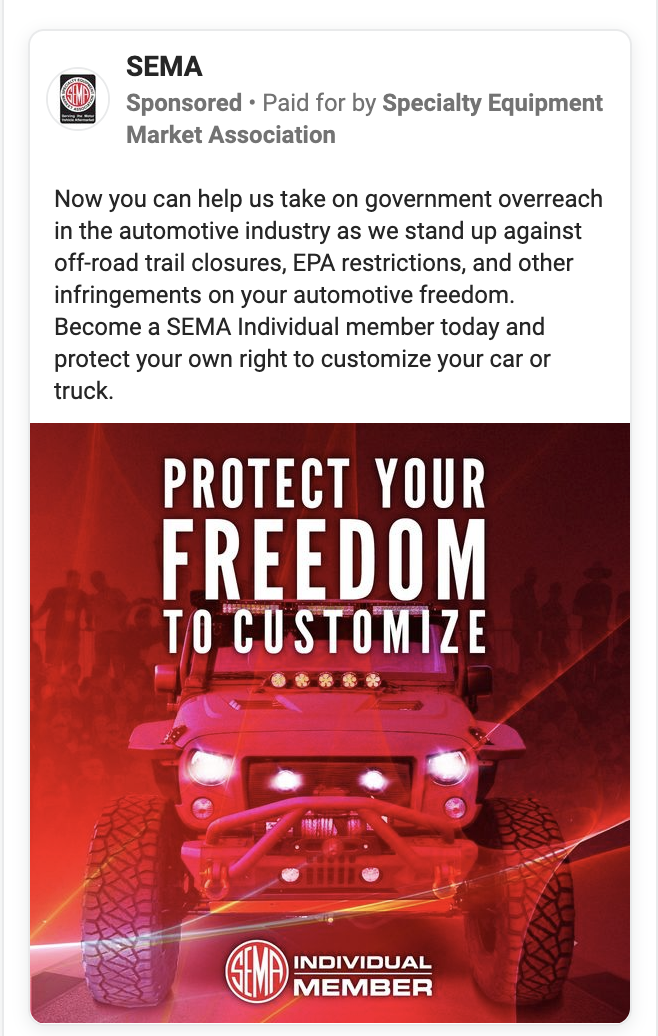 SEMA
Sponsored • Paid for by Specialty Equipment
Market Association
Now you can help us take on government overreach
in the automotive industry as we stand up against
off-road trail closures, EPA restrictions, and other
infringements on your automotive freedom.
Become a SEMA Individual member today and
protect your own right to customize your car or
truck.
PROTECT YOUR
FREEDOM
TO CUSTOMIZE
SEMA INDIVIDUAL
MEMBER